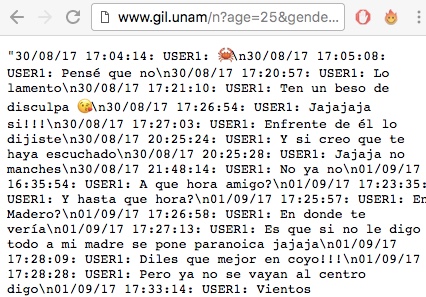 www.gil.unam/n?age=25&gende
"30/08/17 17:04:14: USER1: 🦀\n30/08/17 17:05:08:
USER1: Pensé que no\n30/08/17 17:20:57: USER1: Lo
lamento\n30/08/17 17:21:10: USER1: Ten un beso de
disculpa 😘\n30/08/17 17:26:54: USER1: Jajajaja
si!!!\n30/08/17 17:27:03: USER1: Enfrente de él lo
dijiste\n30/08/17 20:25:24: USER1: Y si creo que te
haya escuchado\n30/08/17 20:25:28: USER1: Jajaja no
manches\n30/08/17 21:48:14: USER1: No ya no\n01/09/17
16:35:54: USER1: A que hora amigo?\n01/09/17 17:23:35:
USER1: Y hasta que hora?\n01/09/17 17:25:57: USER1: En
Madero?\n01/09/17 17:26:58: USER1: En donde te
vería\n01/09/17 17:27:13: USER1: Es que si no le digo
todo a mi madre se pone paranoica jajaja\n01/09/17
17:28:09: USER1: Diles que mejor en coyo!!!\n01/09/17
17:28:28: USER1: Pero ya no se vayan al centro
digo\n01/09/17 17:33:14: USER1: Vientos